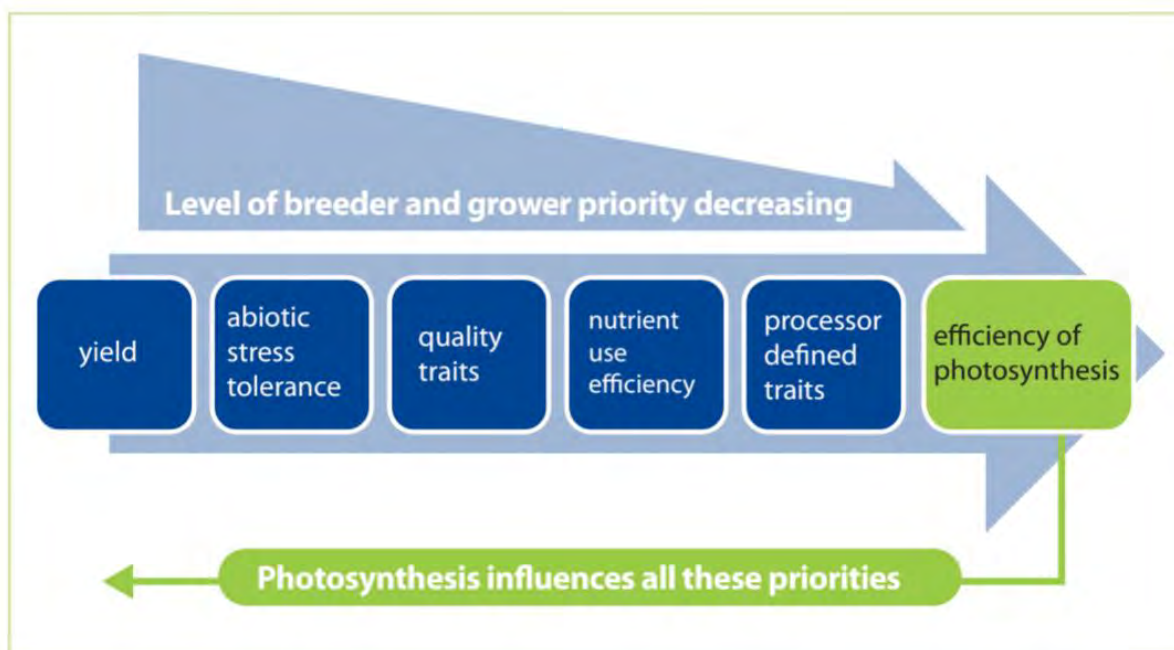 Level of breeder and grower priority decreasing
yield
abiotic
stress
tolerance
quality
traits
nutrient
use
efficiency
processor
defined
traits
efficiency of
photosynthesis
Photosynthesis influences all these priorities